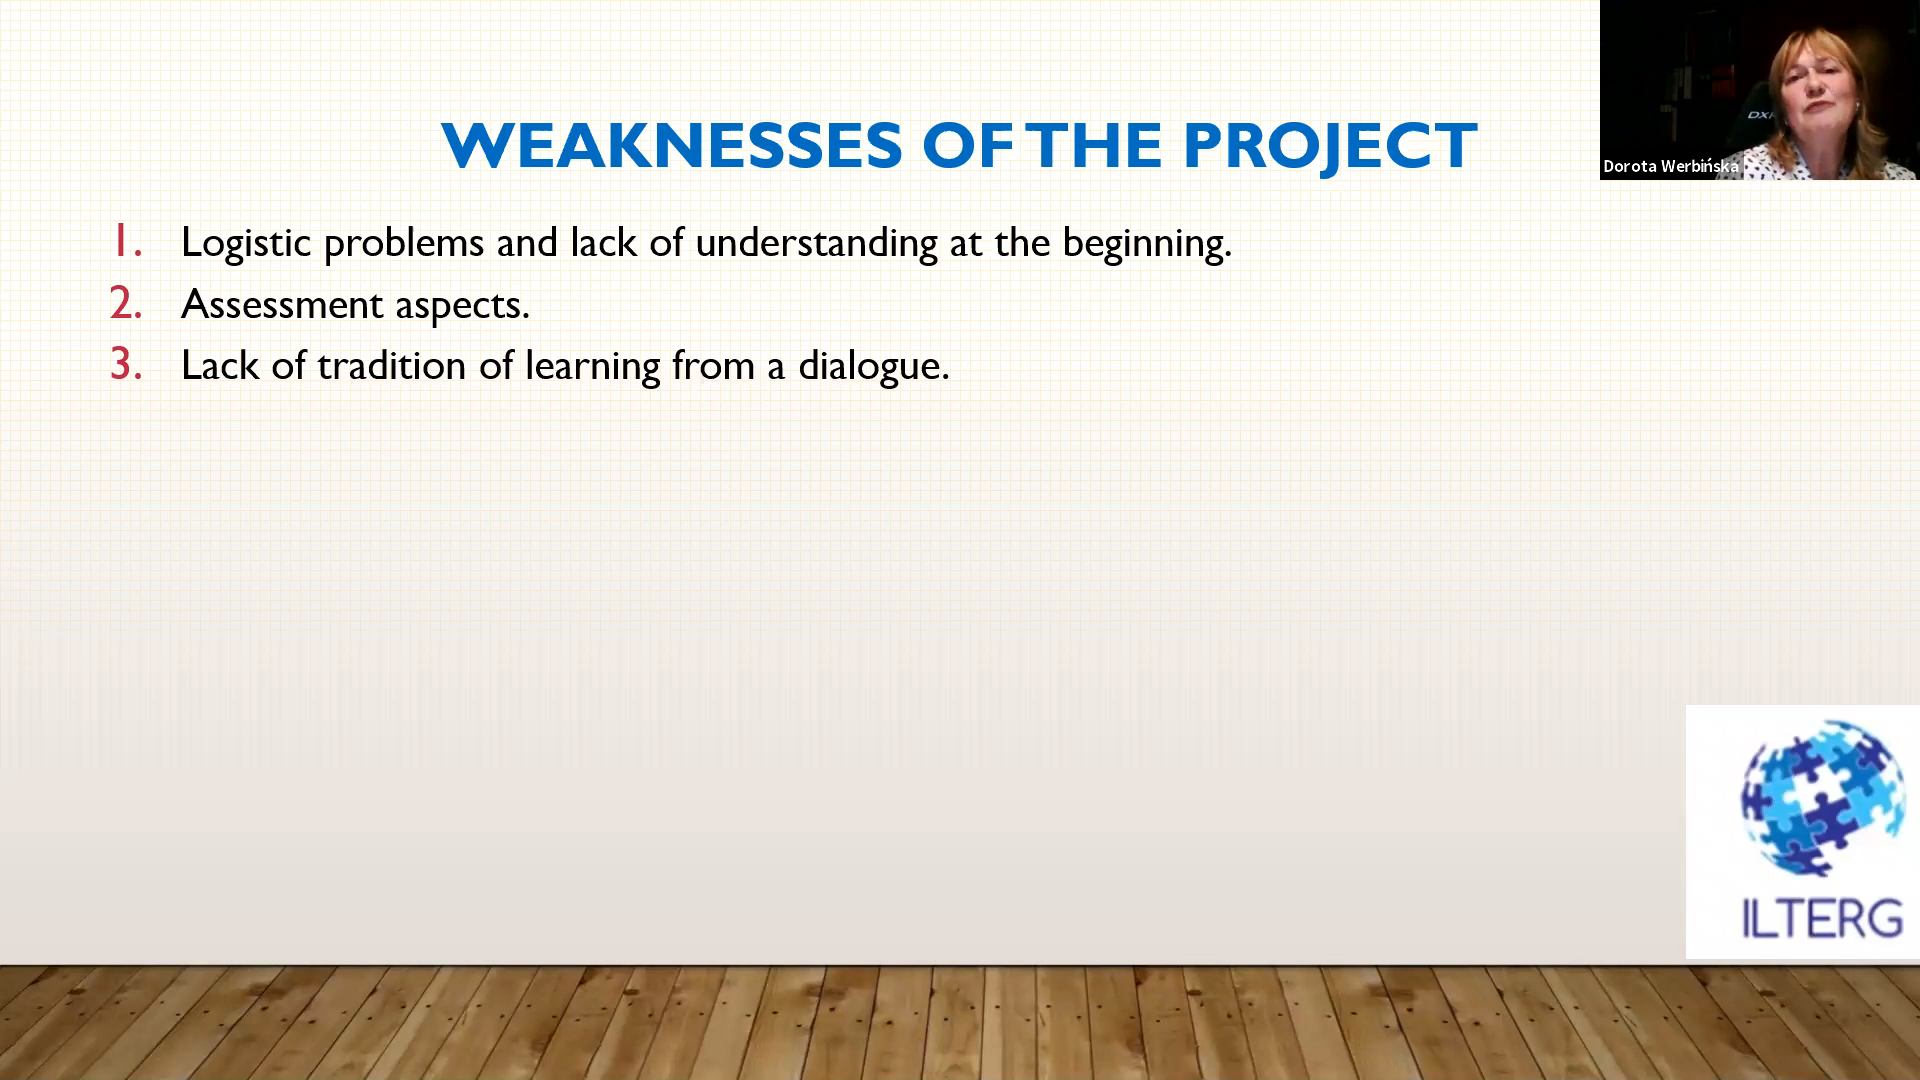 WEAKNESSES OF THE PROJECT
1. Logistic problems and lack of understanding at the beginning.
2. Assessment aspects.
3. Lack of tradition of learning from a dialogue.
Dorota Werbińska
ILTERG